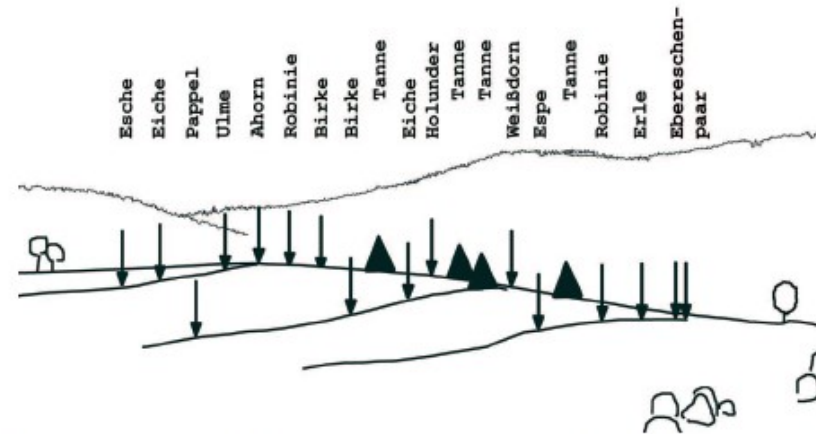 Esche
Eiche
Pappel
Ulme
Ahorn
Robinie
Birke
Birke
Tanne
Eiche
Holunder
Tanne
Tanne
Weißdorn
Espe
Tanne
Robinie
Erle
Ebereschen-
paar